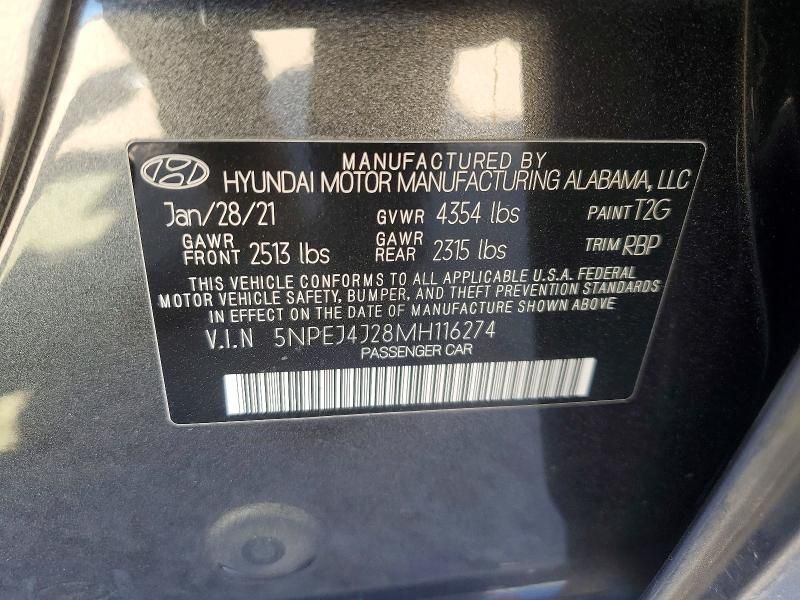 MANUFACTURED BY
HYUNDAI MOTOR MANUFACTURING ALABAMA, LLC
Jan/28/21 GVWR 4354 lbs PAINT T2G
GAWR FRONT 2513 lbs GAWR REAR 2315 lbs TRIM RBP
THIS VEHICLE CONFORMS TO ALL APPLICABLE U.S.A. FEDERAL
MOTOR VEHICLE SAFETY, BUMPER, AND THEFT PREVENTION STANDARDS
IN EFFECT ON THE DATE OF MANUFACTURE SHOWN ABOVE.
V.I.N 5NPEJ4J28MH116274
PASSENGER CAR